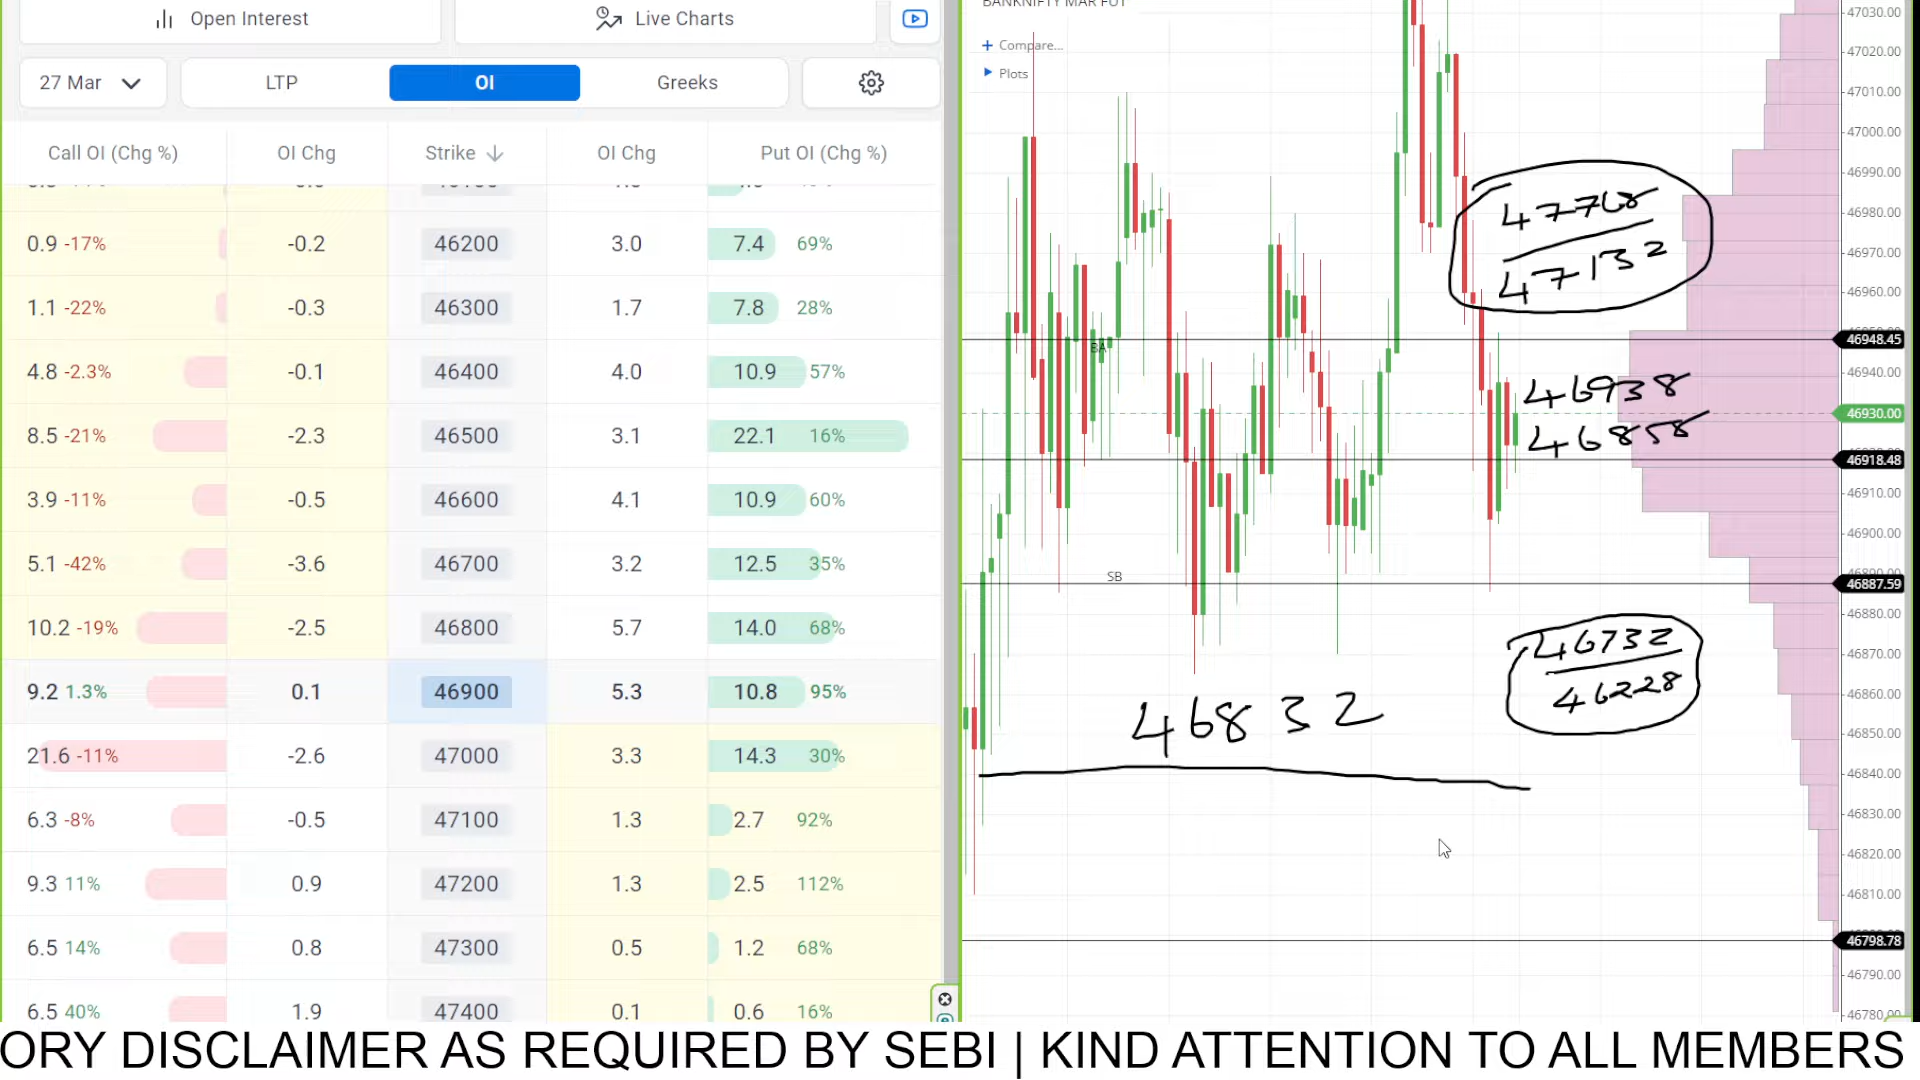 Open Interest
Live Charts
27 Mar
LTP
OI
Greeks
Call OI (Chg %)
OI Chg
Strike
OI Chg
Put OI (Chg %)
0.9 -17% -0.2 46200 3.0 7.4 69%
1.1 -22% -0.3 46300 1.7 7.8 28%
4.8 -2.3% -0.1 46400 4.0 10.9 57%
8.5 -21% -2.3 46500 3.1 22.1 16%
3.9 -11% -0.5 46600 4.1 10.9 60%
5.1 -42% -3.6 46700 3.2 12.5 35%
10.2 -19% -2.5 46800 5.7 14.0 68%
9.2 1.3% 0.1 46900 5.3 10.8 95%
21.6 -11% -2.6 47000 3.3 14.3 30%
6.3 -8% -0.5 47100 1.3 2.7 92%
9.3 11% 0.9 47200 1.3 2.5 112%
6.5 14% 0.8 47300 0.5 1.2 68%
6.5 40% 1.9 47400 0.1 0.6 16%
BANKNIFTY MAR FUT
Compare...
Plots
BA
SB
47768
47132
46938
46858
46732
46228
46832
47030.00
47020.00
47010.00
47000.00
46990.00
46980.00
46970.00
46960.00
46948.45
46940.00
46930.00
46918.48
46910.00
46900.00
46887.59
46880.00
46870.00
46860.00
46850.00
46840.00
46830.00
46820.00
46810.00
46798.78
46790.00
46780.00
ORY DISCLAIMER AS REQUIRED BY SEBI | KIND ATTENTION TO ALL MEMBERS